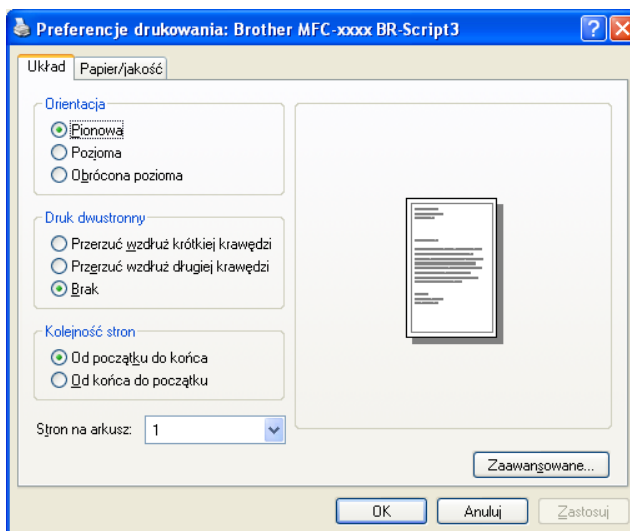 Preferencje drukowania: Brother MFC-xxxx BR-Script3
Układ
Papier/jakość
Orientacja
Pionowa
Pozioma
Obrócona pozioma
Druk dwustronny
Przerzuć wzdłuż krótkiej krawędzi
Przerzuć wzdłuż długiej krawędzi
Brak
Kolejność stron
Od początku do końca
Od końca do początku
Stron na arkusz: 1
Zaawansowane...
OK Anuluj Zastosuj